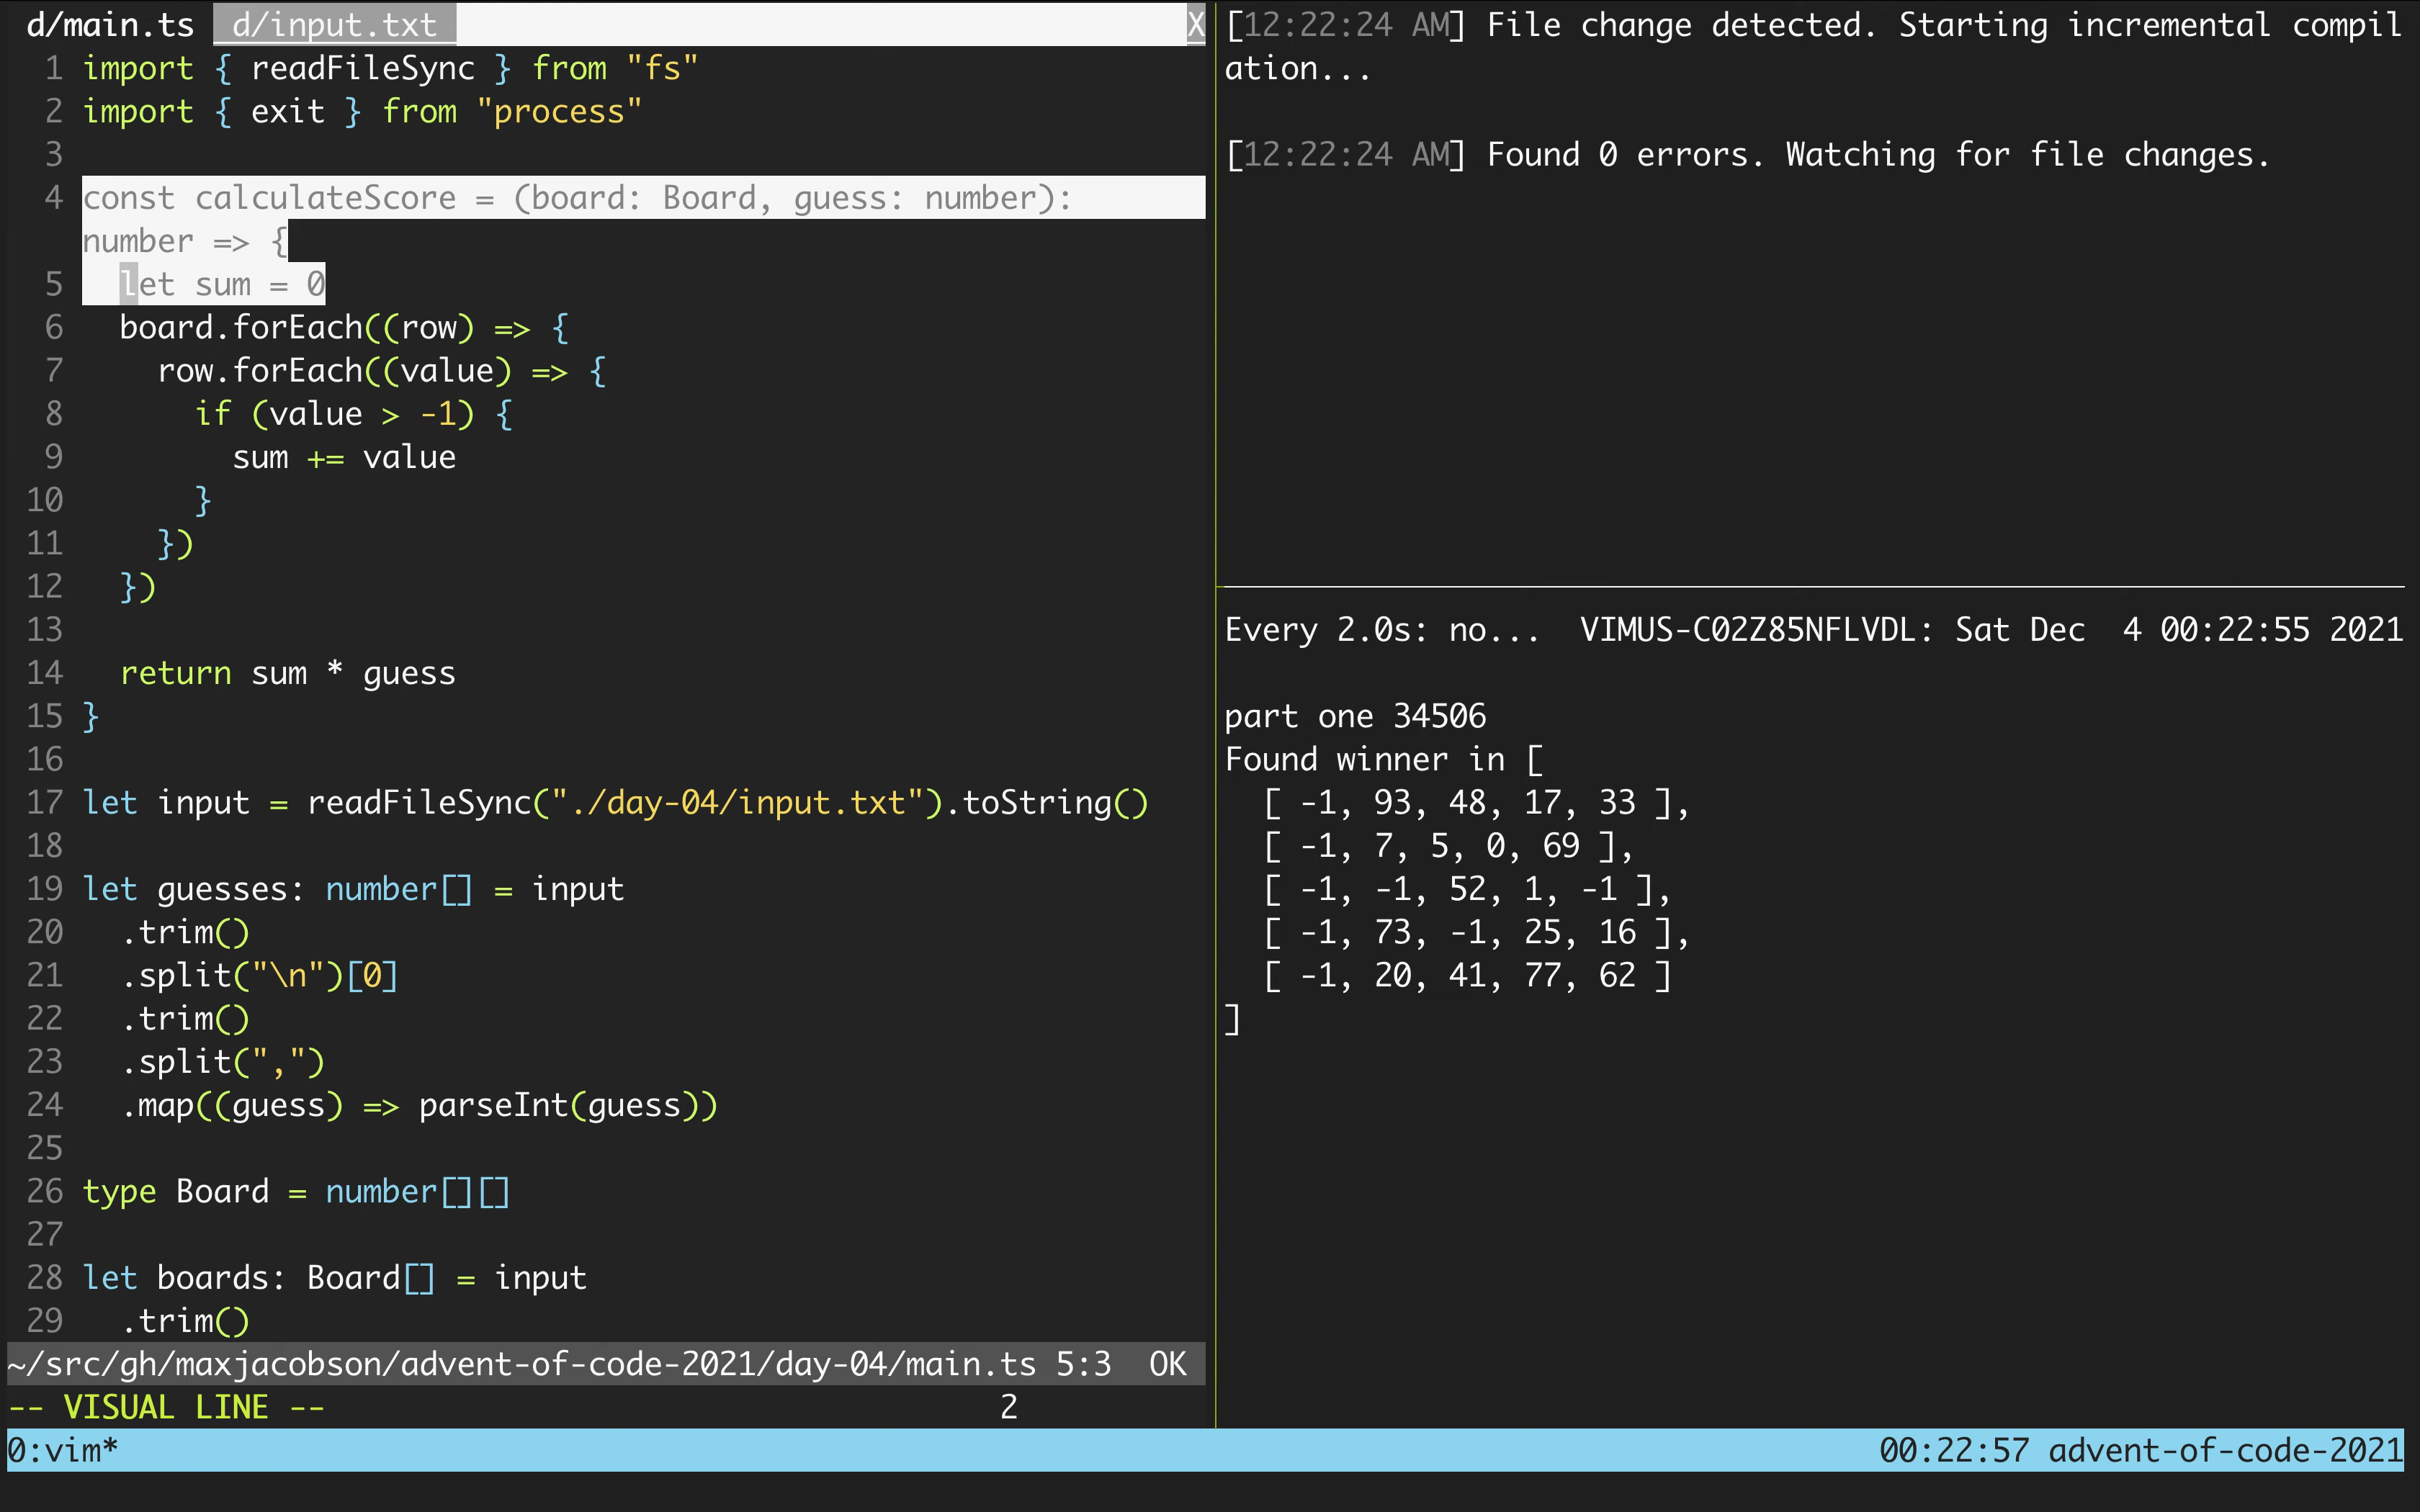 d/main.ts  d/input.txt X
1 import { readFileSync } from "fs"
2 import { exit } from "process"
3
4 const calculateScore = (board: Board, guess: number):
number => {
5   let sum = 0
6   board.forEach((row) => {
7     row.forEach((value) => {
8       if (value > -1) {
9         sum += value
10       }
11     })
12   })
13
14   return sum * guess
15 }
16
17 let input = readFileSync("./day-04/input.txt").toString()
18
19 let guesses: number[] = input
20   .trim()
21   .split("\n")[0]
22   .trim()
23   .split(",")
24   .map((guess) => parseInt(guess))
25
26 type Board = number[][]
27
28 let boards: Board[] = input
29   .trim()
~/src/gh/maxjacobson/advent-of-code-2021/day-04/main.ts 5:3  OK
-- VISUAL LINE -- 2
[12:22:24 AM] File change detected. Starting incremental compil
ation...
[12:22:24 AM] Found 0 errors. Watching for file changes.
Every 2.0s: no...  VIMUS-C02Z85NFLVDL: Sat Dec  4 00:22:55 2021
part one 34506
Found winner in [
  [ -1, 93, 48, 17, 33 ],
  [ -1, 7, 5, 0, 69 ],
  [ -1, -1, 52, 1, -1 ],
  [ -1, 73, -1, 25, 16 ],
  [ -1, 20, 41, 77, 62 ]
]
0:vim* 00:22:57 advent-of-code-2021